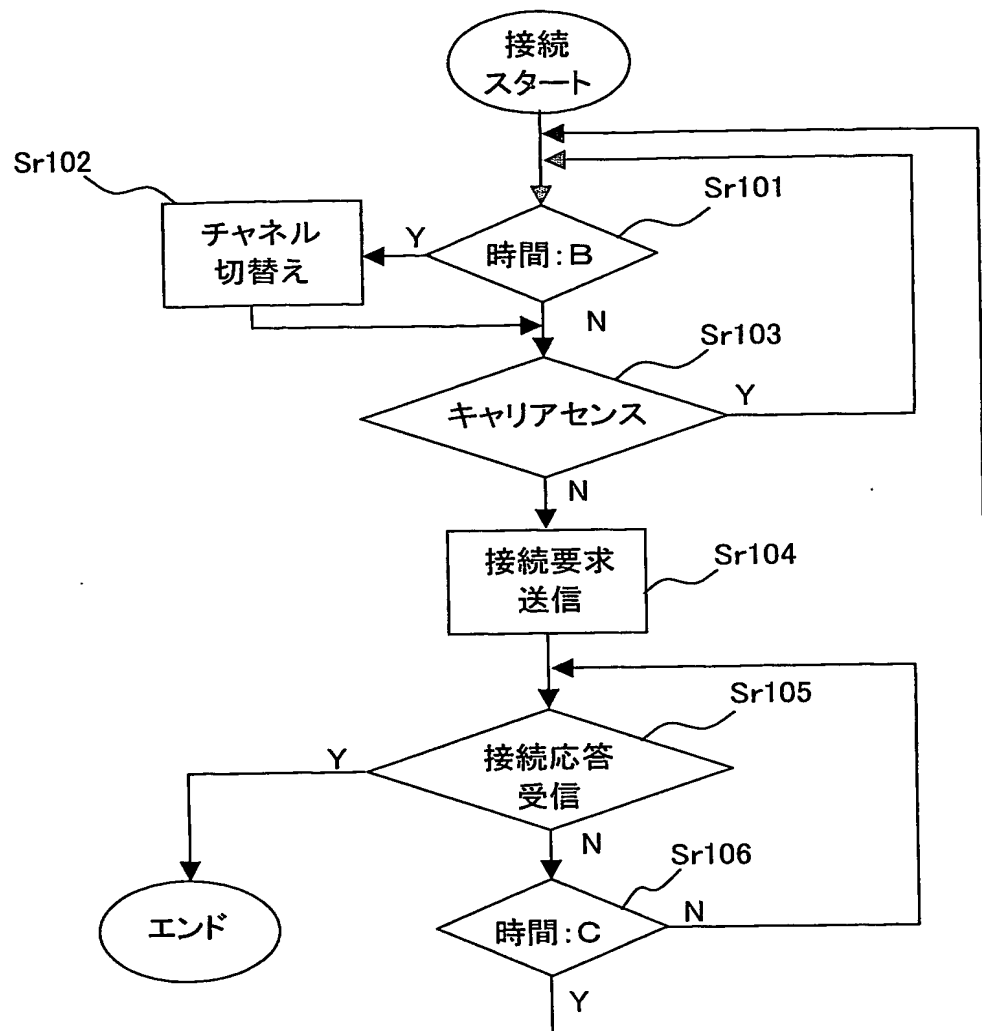 接続
スタート
Sr102
Sr101
チャネル
切替え
Y
時間:B
N
Sr103
キャリアセンス
Y
N
接続要求
送信
Sr104
Sr105
Y
接続応答
受信
N
Sr106
エンド
時間:C
N
Y